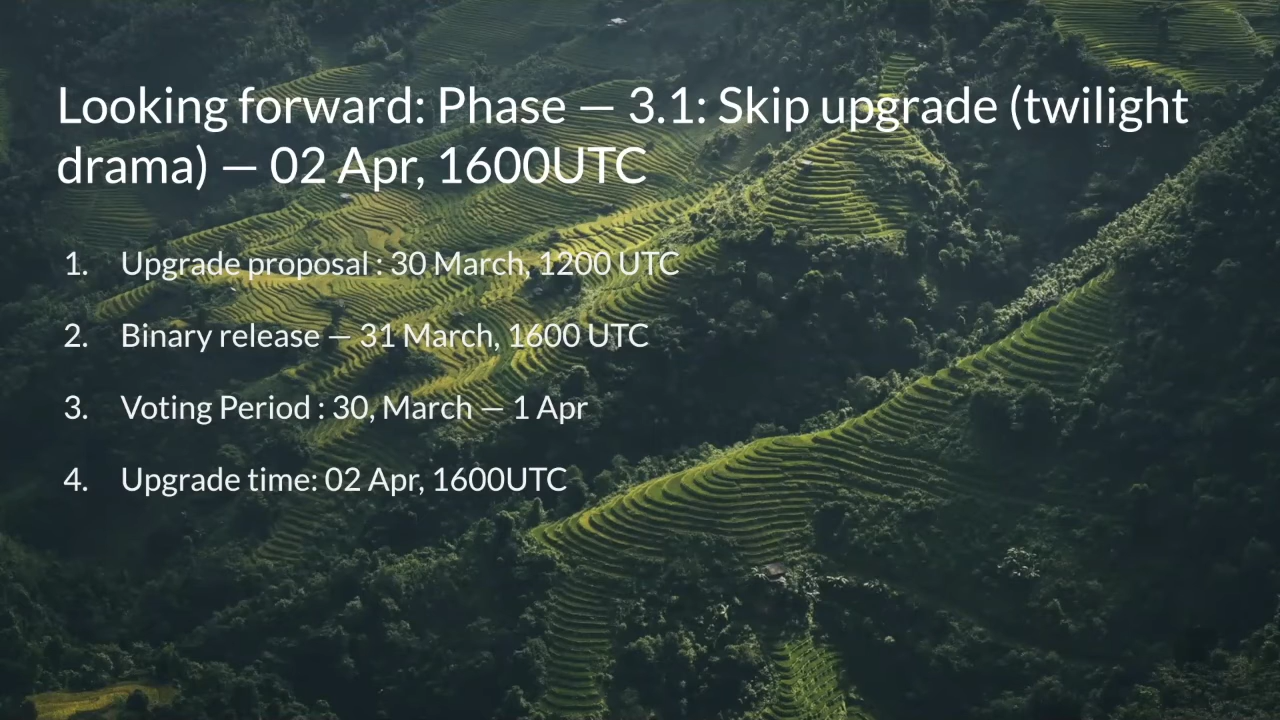 Looking forward: Phase — 3.1: Skip upgrade (twilight
drama) — 02 Apr, 1600UTC
1. Upgrade proposal : 30 March, 1200 UTC
2. Binary release — 31 March, 1600 UTC
3. Voting Period : 30, March — 1 Apr
4. Upgrade time: 02 Apr, 1600UTC